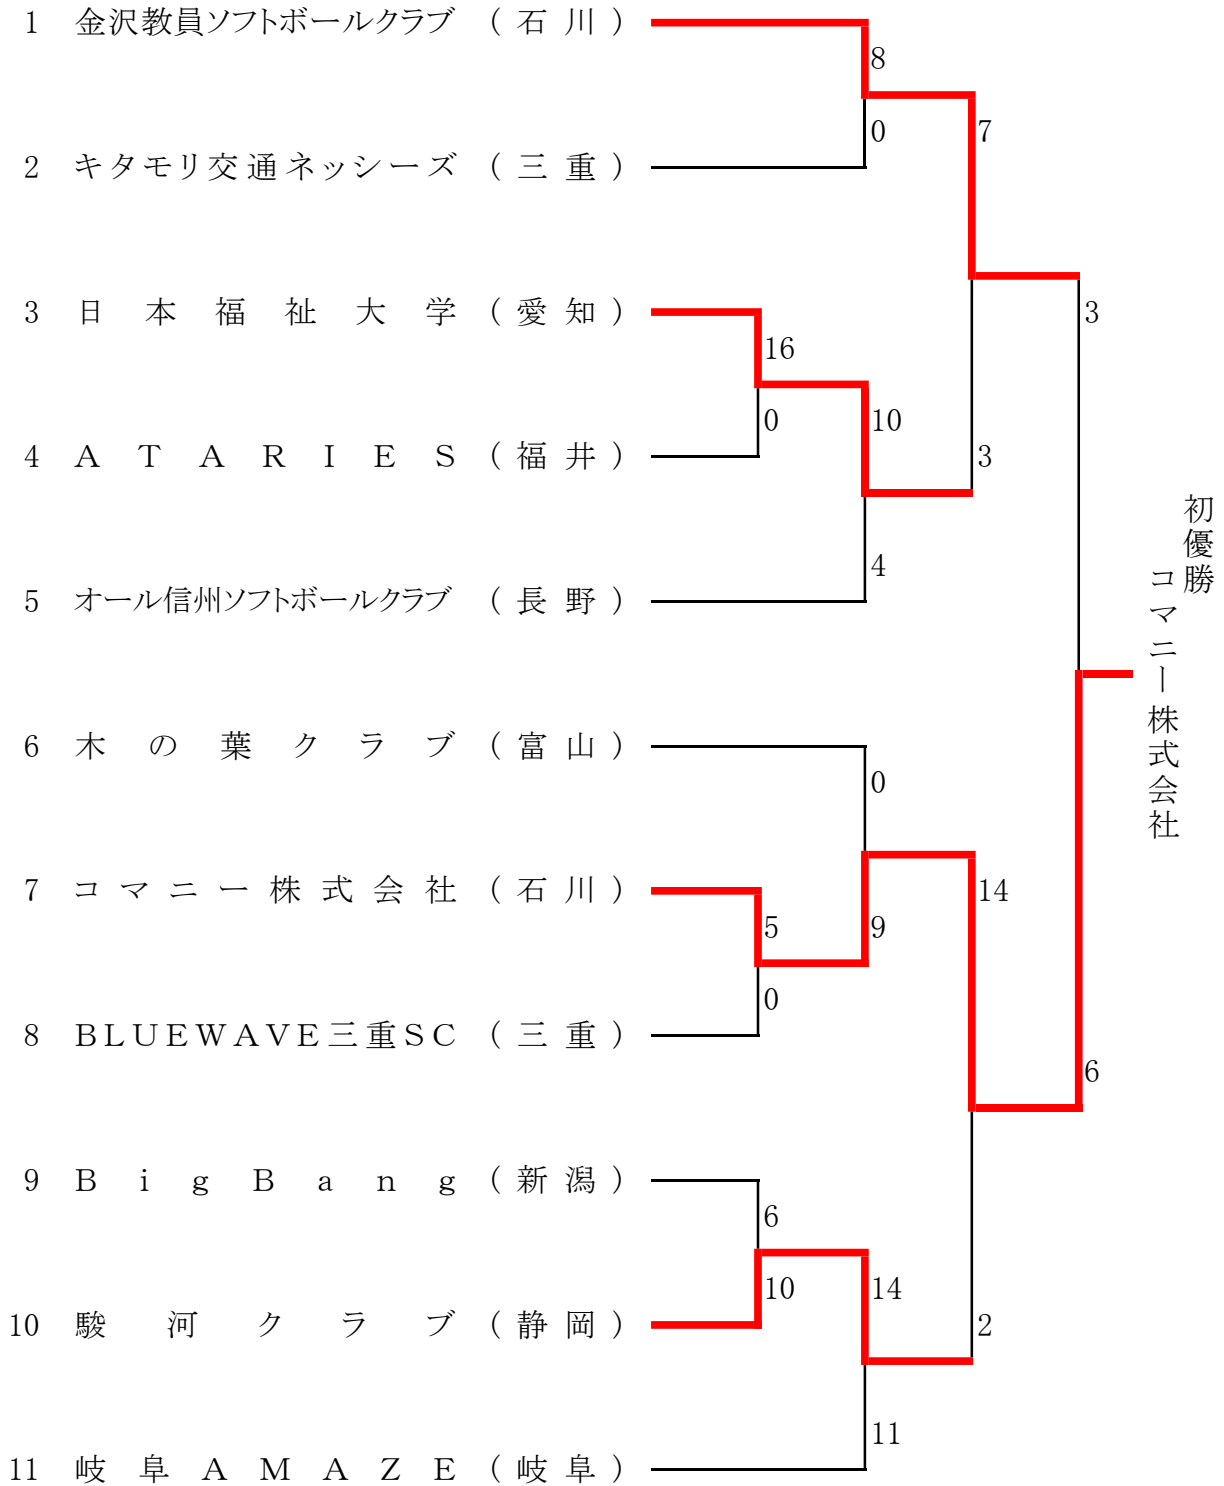 1 金沢教員ソフトボールクラブ (石川)
8
0
7
2 キタモリ交通ネッシーズ (三重)
3 日本福祉大学 (愛知)
3
16
0
10
4 ATARIES (福井)
3
初優勝
コマニー株式会社
4
5 オール信州ソフトボールクラブ (長野)
6 木の葉クラブ (富山)
0
7 コマニー株式会社 (石川)
14
5
9
0
8 BLUEWAVE三重SC (三重)
6
9 BigBang (新潟)
6
10
14
10 駿河クラブ (静岡)
2
11
11 岐阜AMAZE (岐阜)